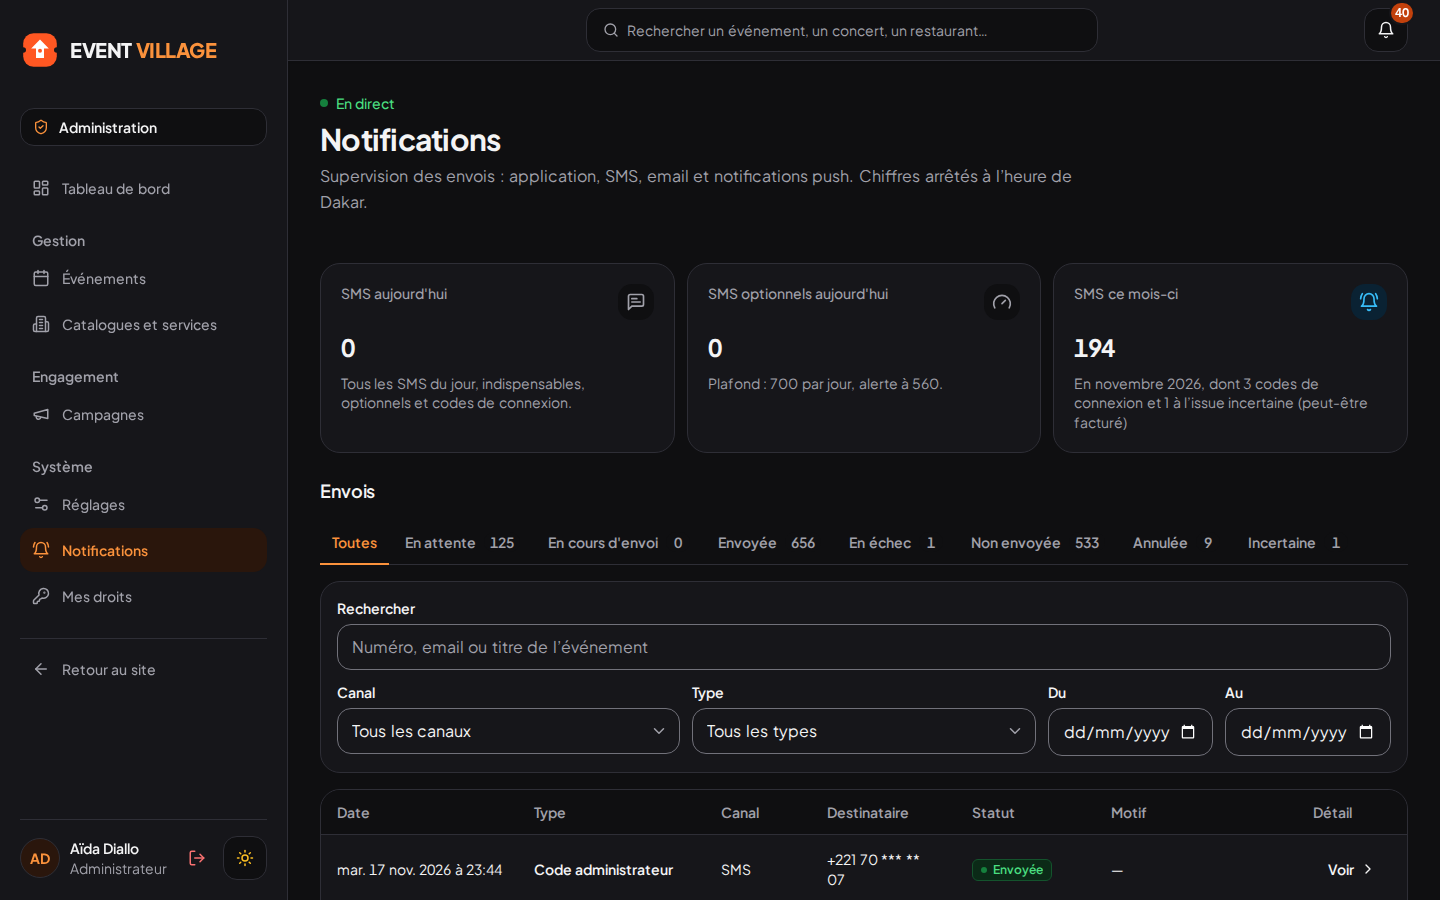 EVENT VILLAGE
Administration
Tableau de bord
Gestion
Événements
Catalogues et services
Engagement
Campagnes
Système
Réglages
Notifications
Mes droits
Retour au site
AD
Aïda Diallo
Administrateur
Rechercher un événement, un concert, un restaurant…
40
En direct
Notifications
Supervision des envois : application, SMS, email et notifications push. Chiffres arrêtés à l’heure de
Dakar.
SMS aujourd'hui
0
Tous les SMS du jour, indispensables,
optionnels et codes de connexion.
SMS optionnels aujourd'hui
0
Plafond : 700 par jour, alerte à 560.
SMS ce mois-ci
194
En novembre 2026, dont 3 codes de
connexion et 1 à l’issue incertaine (peut-être
facturé)
Envois
Toutes En attente 125 En cours d'envoi 0 Envoyée 656 En échec 1 Non envoyée 533 Annulée 9 Incertaine 1
Rechercher
Numéro, email ou titre de l’événement
Canal Type Du Au
Tous les canaux Tous les types dd/mm/yyyy dd/mm/yyyy
Date Type Canal Destinataire Statut Motif Détail
mar. 17 nov. 2026 à 23:44 Code administrateur SMS +221 70 *** ** 07 Envoyée — Voir